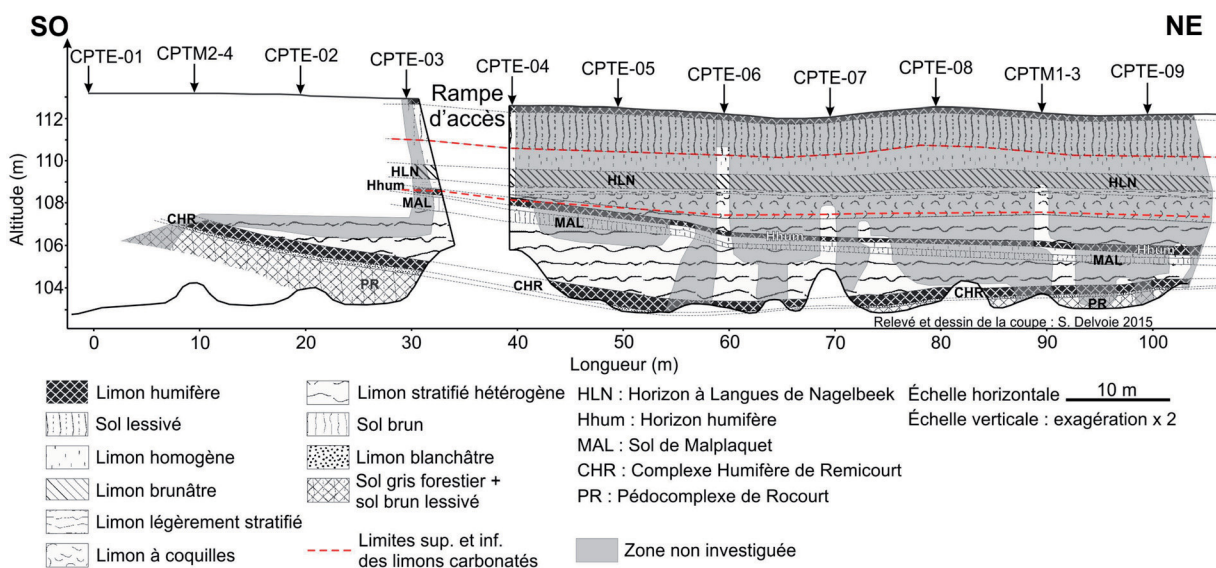 SO
NE
CPTE-01
CPTM2-4
CPTE-02
CPTE-03
CPTE-04
CPTE-05
CPTE-06
CPTE-07
CPTE-08
CPTM1-3
CPTE-09
Rampe
d'accès
112
110
108
106
104
Altitude (m)
HLN
Hhum
MAL
CHR
PR
HLN
HLN
MAL
Hhum
Hhum
MAL
CHR
CHR
PR
Relevé et dessin de la coupe : S. Delvoie 2015
0 10 20 30 40 50 60 70 80 90 100
Longueur (m)
Limon humifère
Sol lessivé
Limon homogène
Limon brunâtre
Limon légèrement stratifié
Limon à coquilles
Limon stratifié hétérogène
Sol brun
Limon blanchâtre
Sol gris forestier +
sol brun lessivé
Limites sup. et inf.
des limons carbonatés
HLN : Horizon à Langues de Nagelbeek
Hhum : Horizon humifère
MAL : Sol de Malplaquet
CHR : Complexe Humifère de Remicourt
PR : Pédocomplexe de Rocourt
Zone non investiguée
Échelle horizontale 10 m
Échelle verticale : exagération x 2